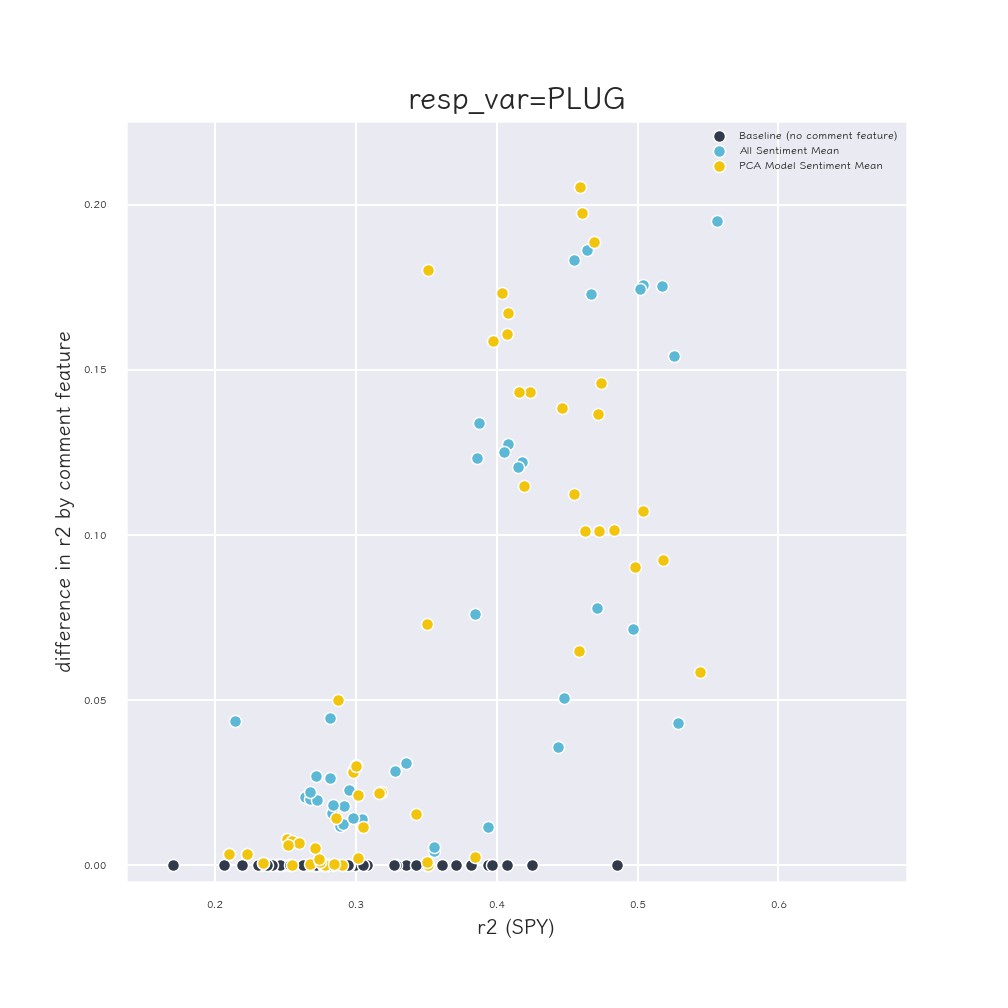 resp_var=PLUG
Baseline (no comment feature)
All Sentiment Mean
PCA Model Sentiment Mean
difference in r2 by comment feature
0.20
0.15
0.10
0.05
0.00
0.2 0.3 0.4 0.5 0.6
r2 (SPY)